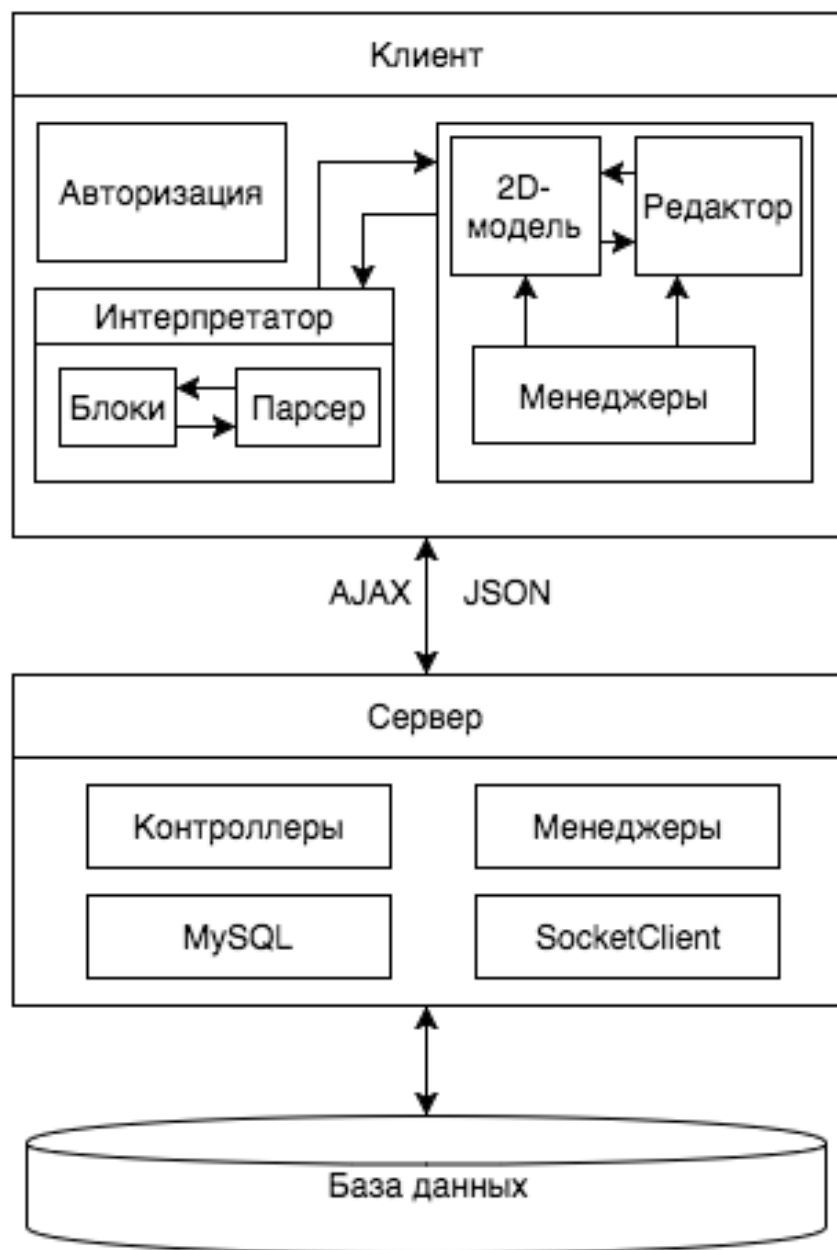 Клиент
Авторизация
2D-
модель
Редактор
Интерпретатор
Блоки
Парсер
Менеджеры
AJAX
JSON
Сервер
Контроллеры
Менеджеры
MySQL
SocketClient
База данных